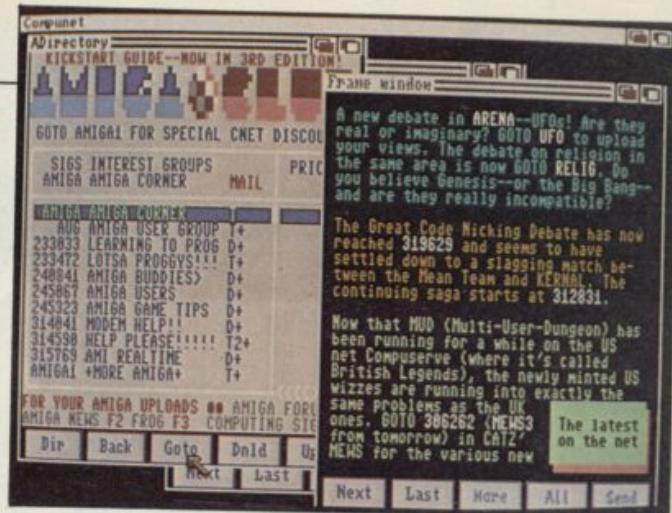 Compunet
ADirectory
KICKSTART GUIDE--NOW IN 3RD EDITION!
GOTO AMIGA1 FOR SPECIAL CNET DISCOU
SIGS INTEREST GROUPS PRIC
AMIGA AMIGA CORNER MAIL
AMIGA AMIGA CORNER T+
AUG AMIGA USER GROUP T+
233033 LEARNING TO PROG D+
233472 LOTSA PROGGYS!!! T+
240841 AMIGA BUDDIES> D+
245067 AMIGA USERS D+
245323 AMIGA GAME TIPS D+
314041 MODEM HELP!! D+
314598 HELP PLEASE!!!!! T2+
315769 AMI REALTIME D+
AMIGA1 +MORE AMIGA+ T+
FOR YOUR AMIGA UPLOADS ** AMIGA FORU
AMIGA NEWS F2 FROG F3 COMPUTING SIG
Dir Back Goto Dnld Up
Next Last
Frame window
A new debate in ARENA--UFOs! Are they
real or imaginary? GOTO UFO to upload
your views. The debate on religion in
the same area is now GOTO RELIG. Do
you believe Genesis--or the Big Bang--
and are they really incompatible?
The Great Code Nicking Debate has now
reached 319629 and seems to have
settled down to a slagging match be-
tween the Mean Team and KERNAL. The
continuing saga starts at 312831.
Now that MUD (Multi-User-Dungeon) has
been running for a while on the US
net Compuserve (where it's called
British Legends), the newly minted US
wizzes are running into exactly the
same problems as the UK
ones. GOTO 306262 (NEWS3
from tomorrow) in CATZ'
NEWS for the various new
The latest
on the net
Next Last More All Send